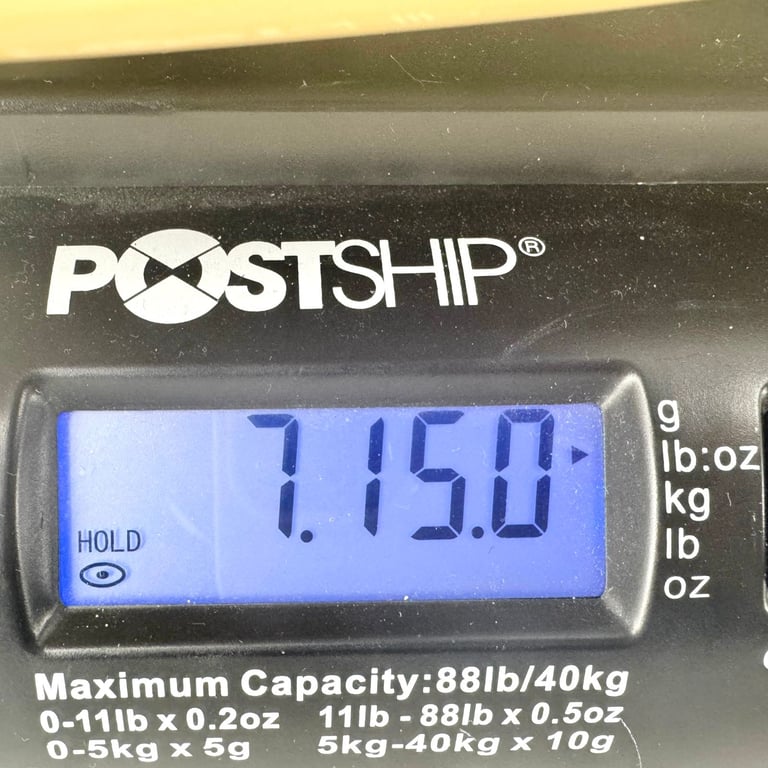 POSTSHIP®
7.15.0
HOLD
g
lb:oz
kg
lb
oz
Maximum Capacity:88lb/40kg
0-11lb x 0.2oz 11lb - 88lb x 0.5oz
0-5kg x 5g 5kg-40kg x 10g